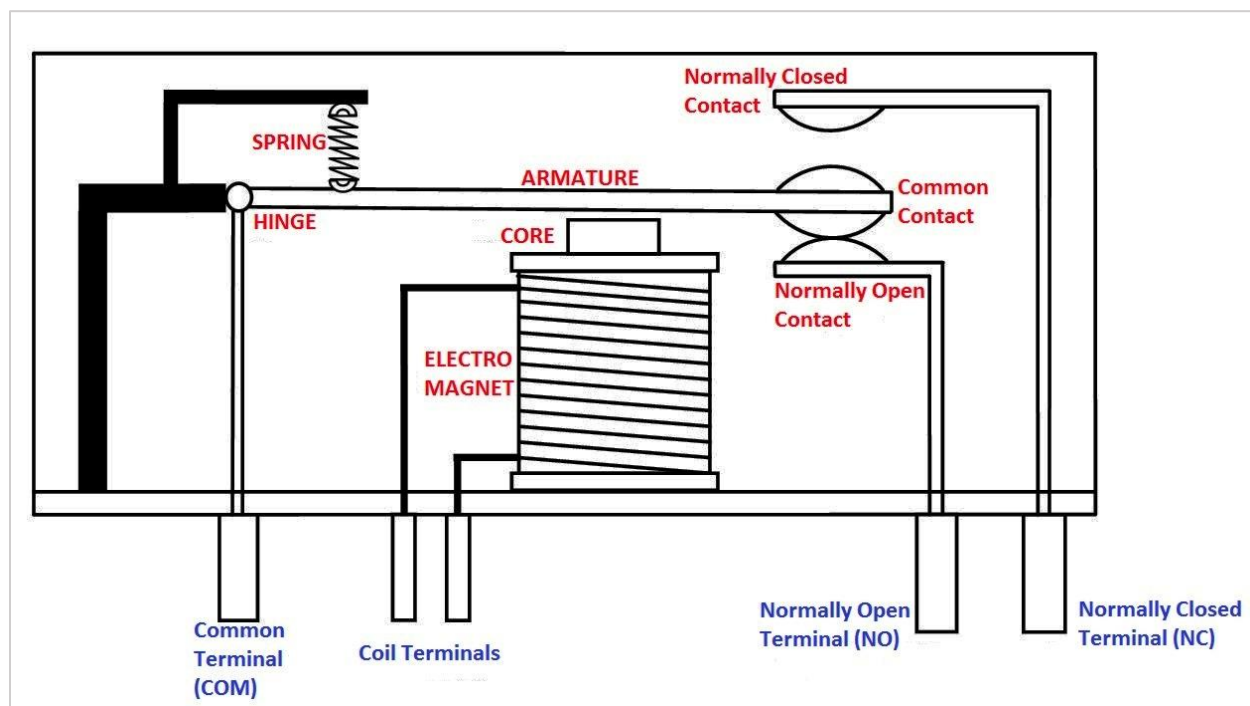 Normally Closed
Contact
SPRING
ARMATURE
Common
Contact
HINGE
CORE
Normally Open
Contact
ELECTRO
MAGNET
Common
Terminal
(COM)
Coil Terminals
Normally Open
Terminal (NO)
Normally Closed
Terminal (NC)